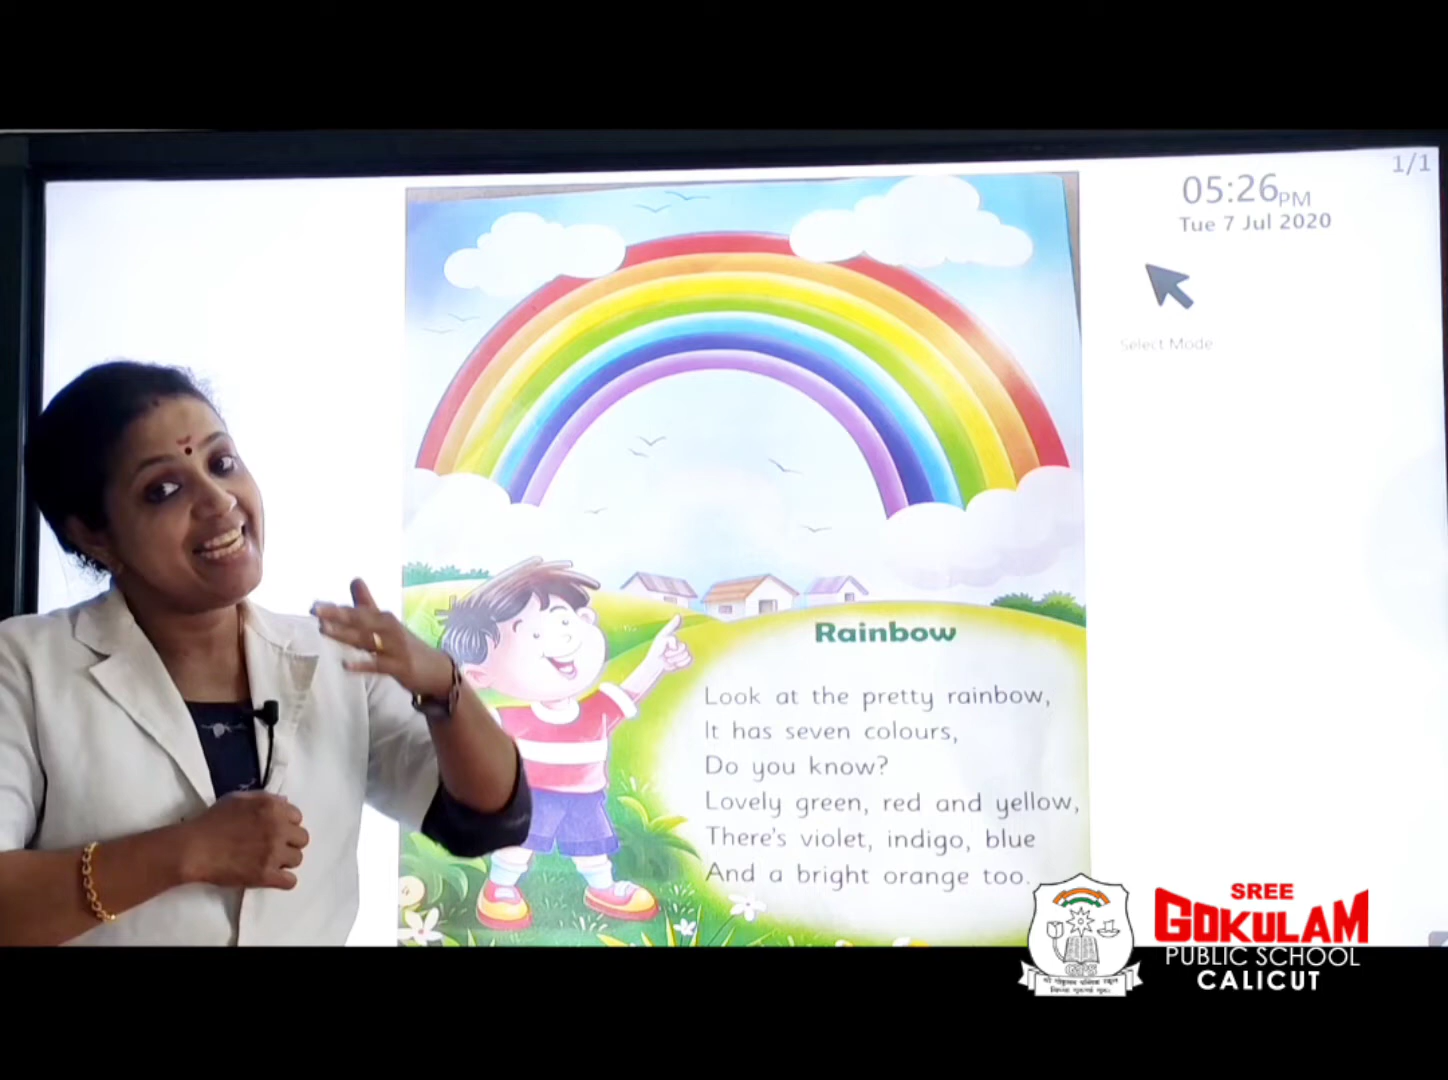 1/1
05:26PM
Tue 7 Jul 2020
Select Mode
Rainbow
Look at the pretty rainbow,
It has seven colours,
Do you know?
Lovely green, red and yellow,
There's violet, indigo, blue
And a bright orange too.
SREE
GOKULAM
PUBLIC SCHOOL
CALICUT
GSPS